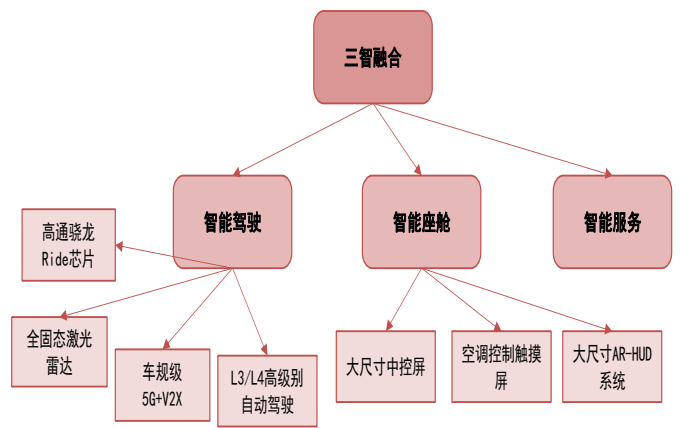 三智融合
智能驾驶
智能座舱
智能服务
高通骁龙
Ride芯片
全固态激光
雷达
车规级
5G+V2X
L3/L4高级别
自动驾驶
大尺寸中控屏
空调控制触摸
屏
大尺寸AR-HUD
系统